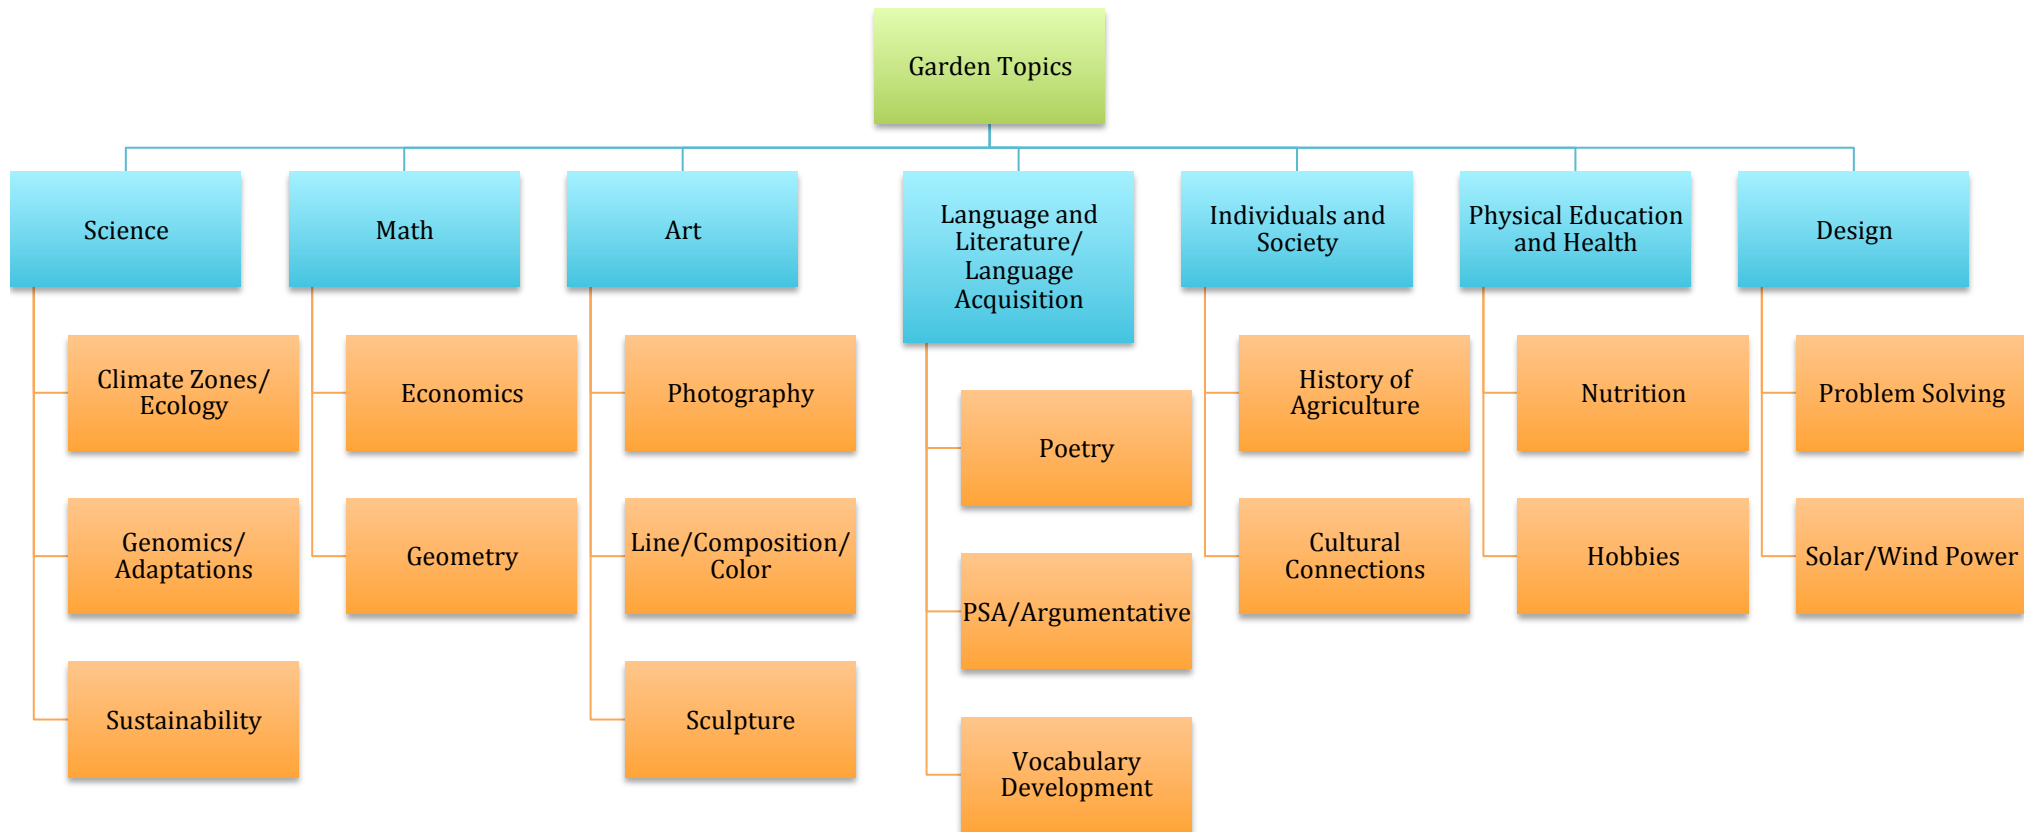 Garden Topics
Science
Math
Art
Language and
Literature/
Language
Acquisition
Individuals and
Society
Physical Education
and Health
Design
Climate Zones/
Ecology
Genomics/
Adaptations
Sustainability
Economics
Geometry
Photography
Line/Composition/
Color
Sculpture
Poetry
PSA/Argumentative
Vocabulary
Development
History of
Agriculture
Cultural
Connections
Nutrition
Hobbies
Problem Solving
Solar/Wind Power